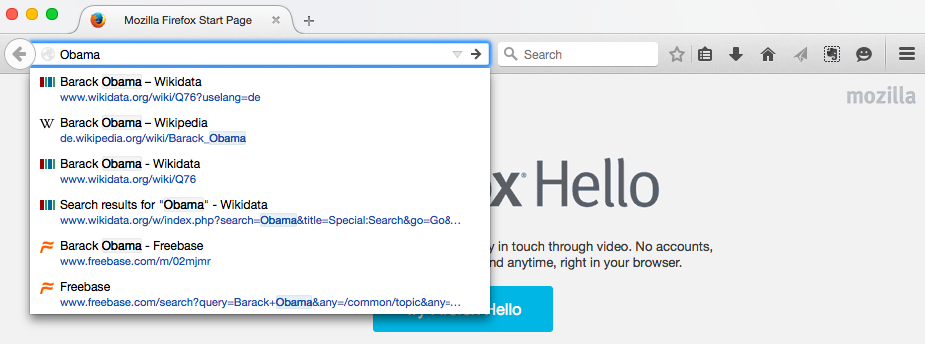 Mozilla Firefox Start Page
Obama
Search
Barack Obama – Wikidata
www.wikidata.org/wiki/Q76?uselang=de
Barack Obama – Wikipedia
de.wikipedia.org/wiki/Barack_Obama
Barack Obama - Wikidata
www.wikidata.org/wiki/Q76
Search results for "Obama" - Wikidata
www.wikidata.org/w/index.php?search=Obama&title=Special:Search&go=Go&...
Barack Obama - Freebase
www.freebase.com/m/02mjmr
Freebase
www.freebase.com/search?query=Barack+Obama&any=/common/topic&any=...
mozilla
ox Hello
y in touch through video. No accounts,
nd anytime, right in your browser.
Hello